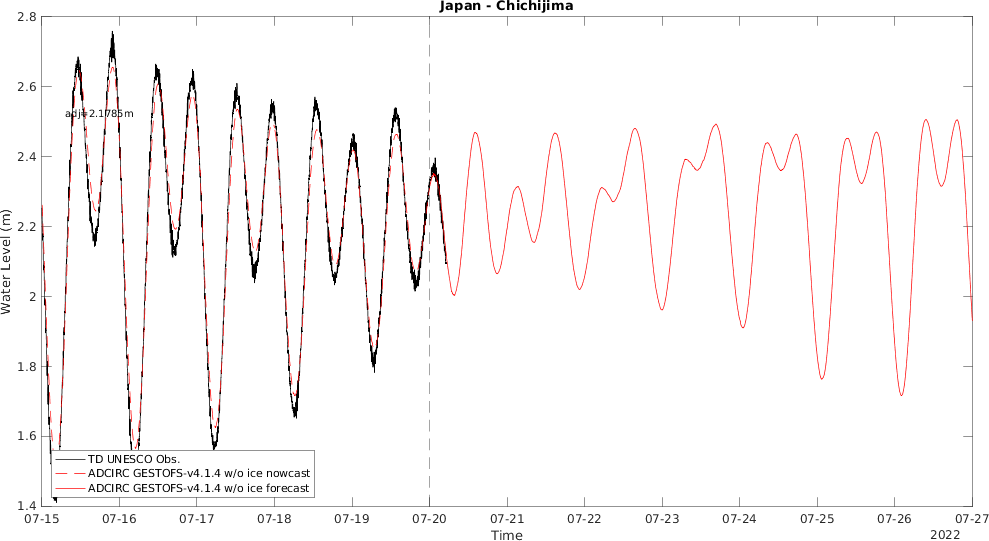 Japan - Chichijima
2.8
2.6
2.4
2.2
2
1.8
1.6
1.4
Water Level (m)
adj=2.1785m
TD UNESCO Obs.
ADCIRC GESTOFS-v4.1.4 w/o ice nowcast
ADCIRC GESTOFS-v4.1.4 w/o ice forecast
07-15 07-16 07-17 07-18 07-19 07-20 07-21 07-22 07-23 07-24 07-25 07-26 07-27
Time
2022